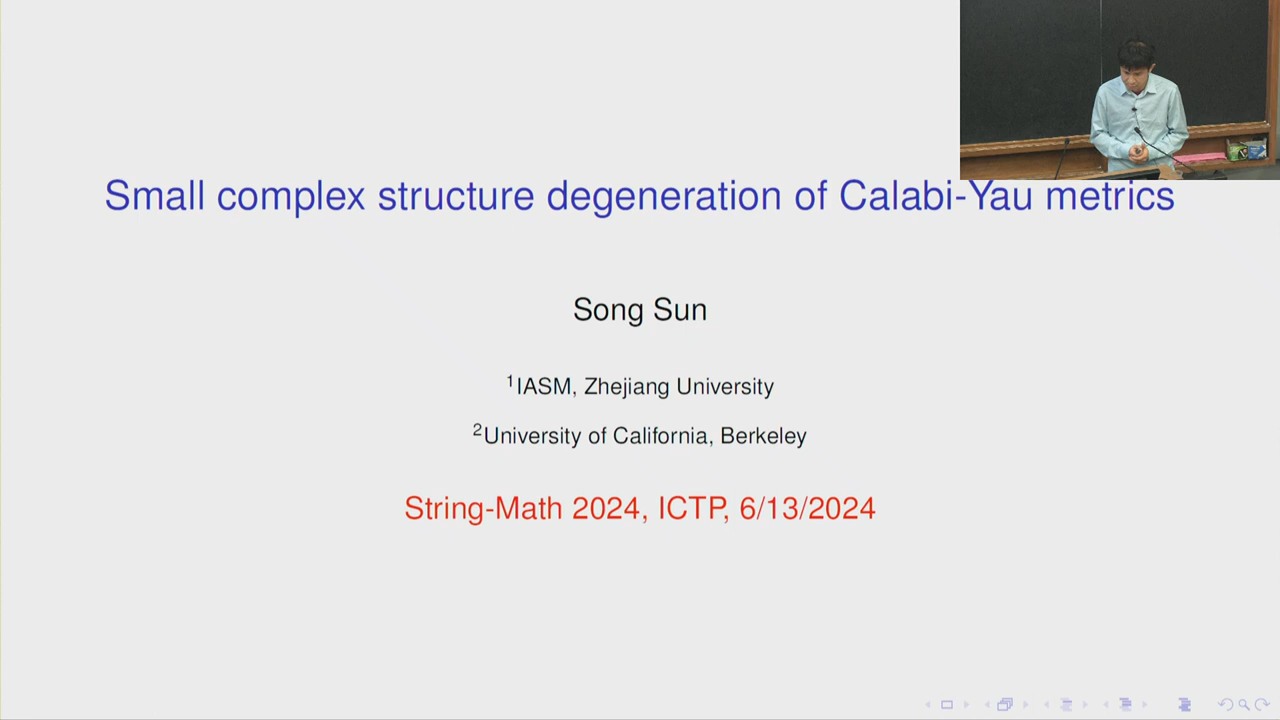 Small complex structure degeneration of Calabi-Yau metrics
Song Sun
¹IASM, Zhejiang University
²University of California, Berkeley
String-Math 2024, ICTP, 6/13/2024